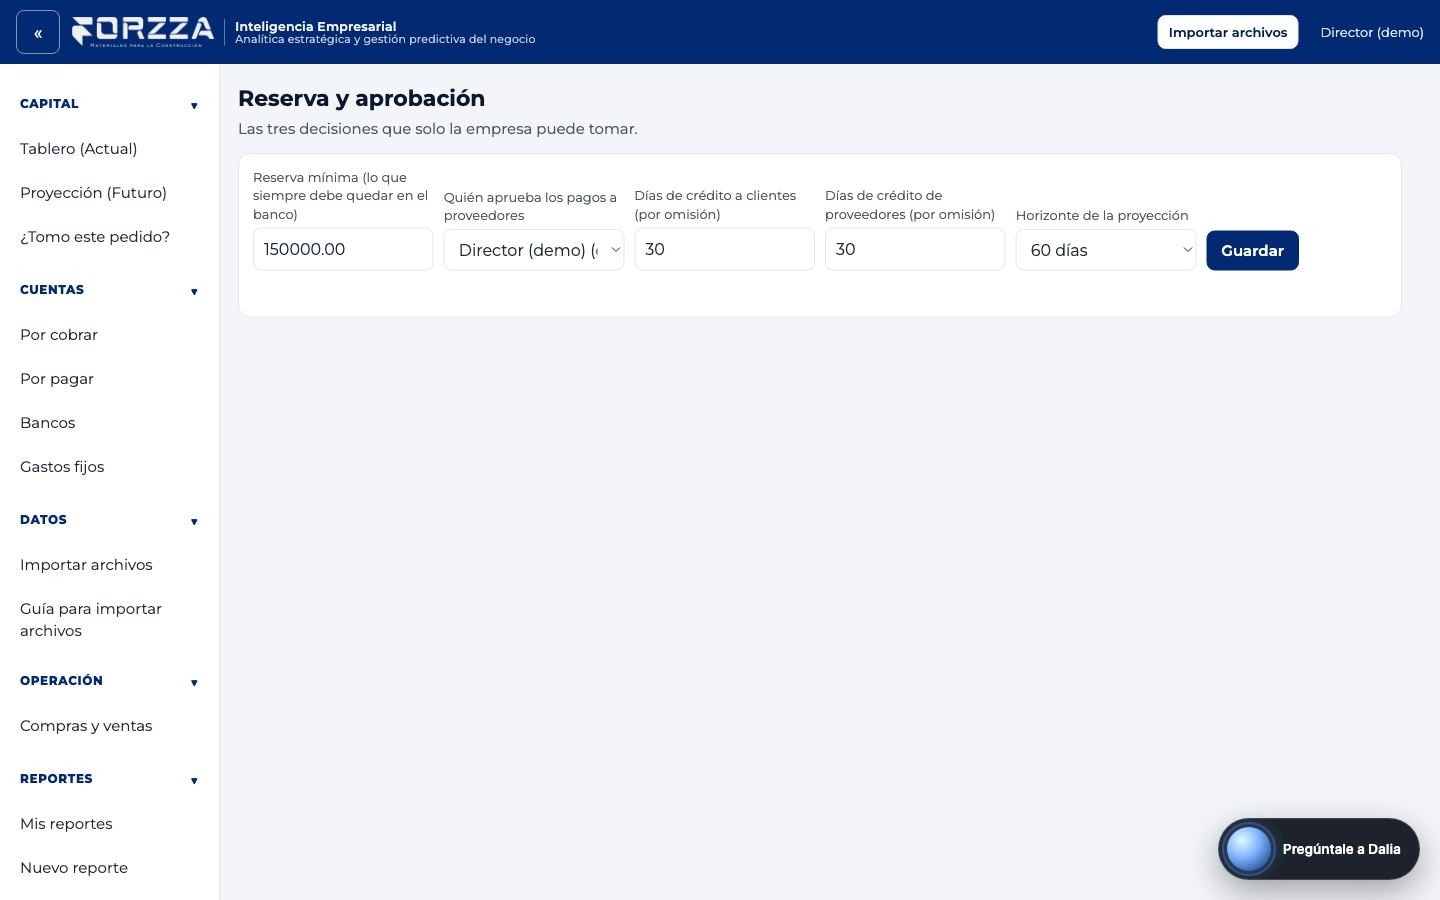 «
FORZZA
Materiales para la Construcción
Inteligencia Empresarial
Analítica estratégica y gestión predictiva del negocio
Importar archivos
Director (demo)
CAPITAL
Tablero (Actual)
Proyección (Futuro)
¿Tomo este pedido?
CUENTAS
Por cobrar
Por pagar
Bancos
Gastos fijos
DATOS
Importar archivos
Guía para importar
archivos
OPERACIÓN
Compras y ventas
REPORTES
Mis reportes
Nuevo reporte
Reserva y aprobación
Las tres decisiones que solo la empresa puede tomar.
Reserva mínima (lo que
siempre debe quedar en el
banco)
150000.00
Quién aprueba los pagos a
proveedores
Director (demo) (
Días de crédito a clientes
(por omisión)
30
Días de crédito de
proveedores (por omisión)
30
Horizonte de la proyección
60 días
Guardar
Pregúntale a Dalia